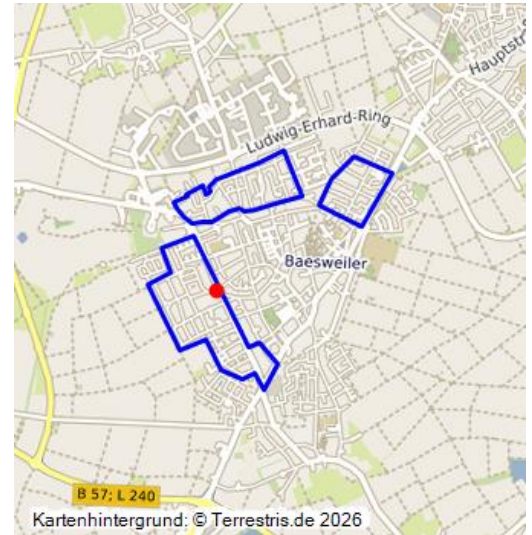 Hauptstr
Ludwig-Erhard-Ring
Baesweiler
B 57; L 240
Kartenhintergrund: © Terrestris.de 2026